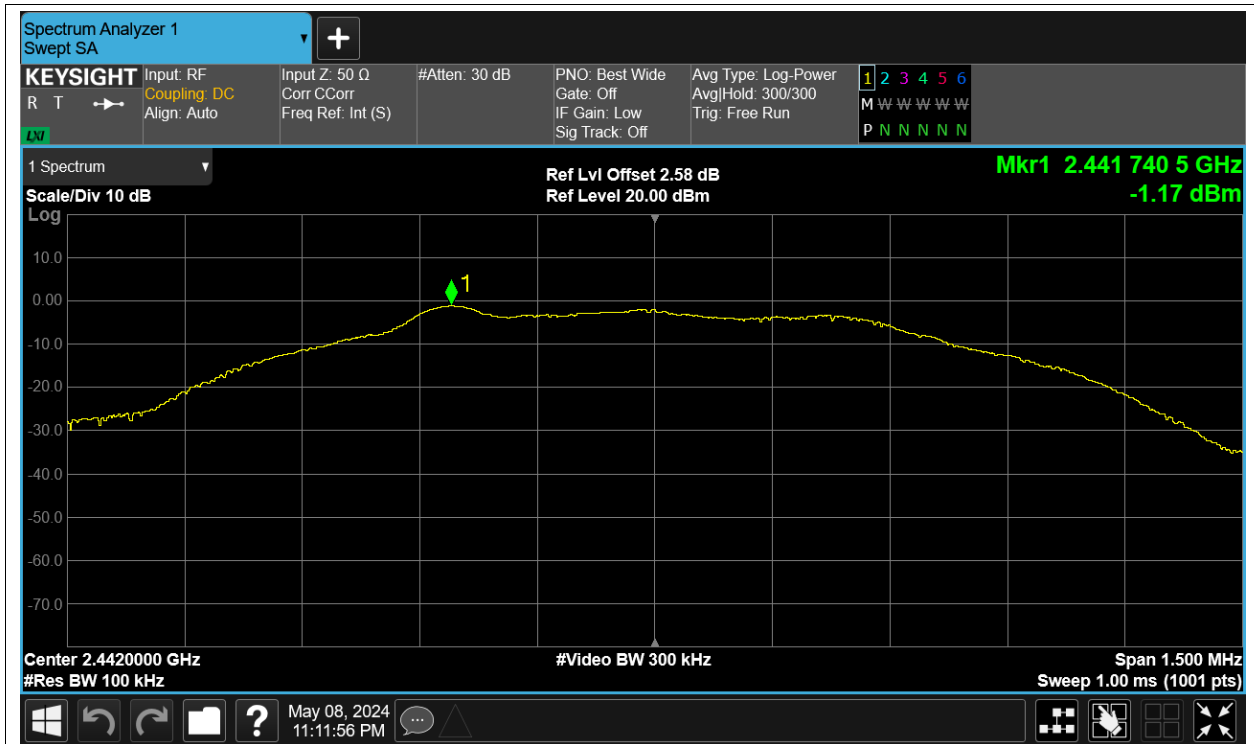 Spectrum Analyzer 1
Swept SA
KEYSIGHT
R T
LXI
Input: RF
Coupling: DC
Align: Auto
Input Z: 50 Ω
Corr CCorr
Freq Ref: Int (S)
#Atten: 30 dB
PNO: Best Wide
Gate: Off
IF Gain: Low
Sig Track: Off
Avg Type: Log-Power
Avg|Hold: 300/300
Trig: Free Run
1 2 3 4 5 6
M W W W W W
P N N N N N
1 Spectrum
Scale/Div 10 dB
Log
Ref Lvl Offset 2.58 dB
Ref Level 20.00 dBm
Mkr1 2.441 740 5 GHz
-1.17 dBm
1
10.0
0.00
-10.0
-20.0
-30.0
-40.0
-50.0
-60.0
-70.0
Center 2.4420000 GHz
#Res BW 100 kHz
#Video BW 300 kHz
Span 1.500 MHz
Sweep 1.00 ms (1001 pts)
?
May 08, 2024
11:11:56 PM